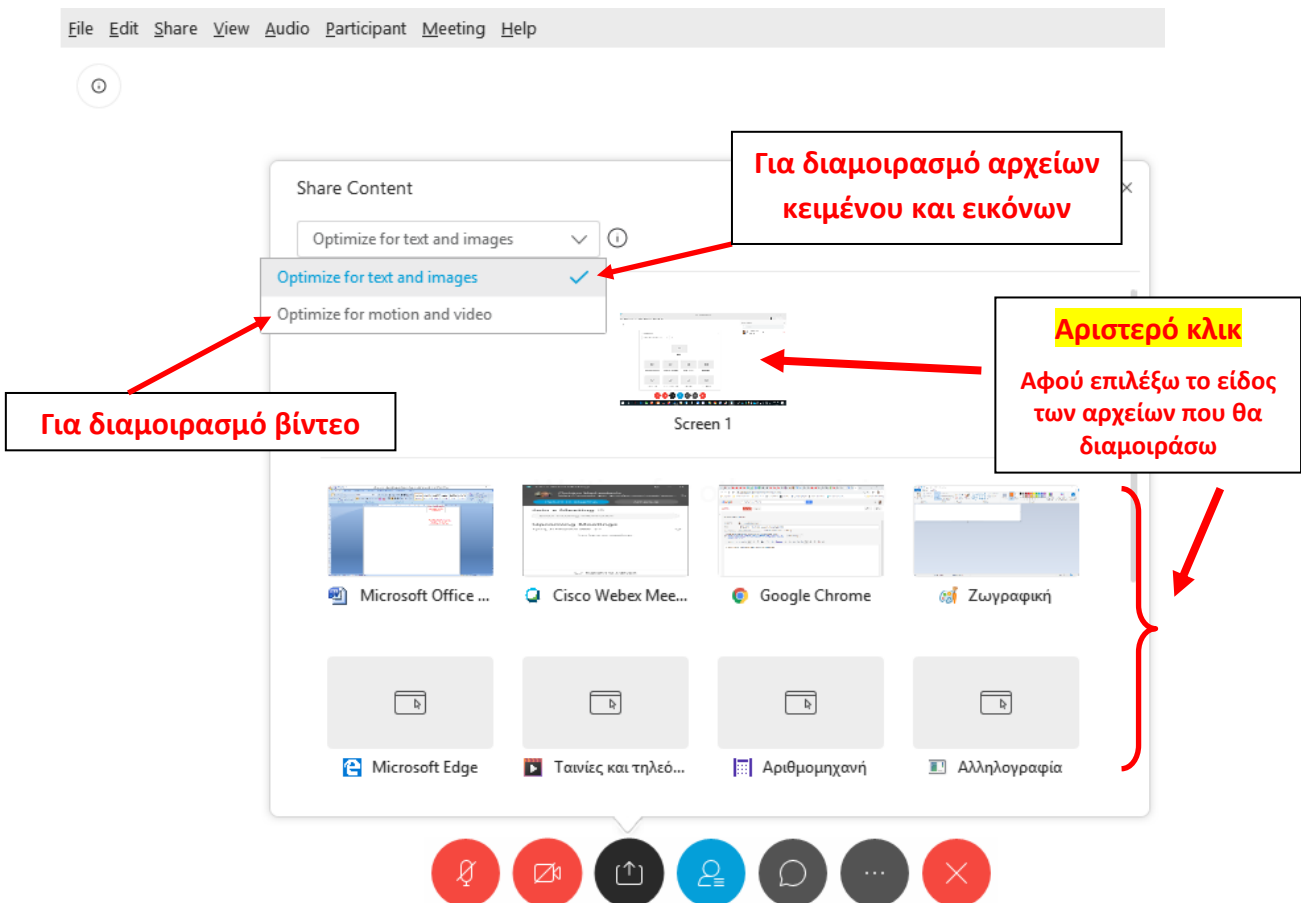 File Edit Share View Audio Participant Meeting Help
Για διαμοιρασμό αρχείων
κειμένου και εικόνων
Share Content
Optimize for text and images
Optimize for text and images
Optimize for motion and video
Αριστερό κλικ
Αφού επιλέξω το είδος
των αρχείων που θα
διαμοιράσω
Για διαμοιρασμό βίντεο
Screen 1
Microsoft Office ...
Cisco Webex Mee...
Google Chrome
Ζωγραφική
Microsoft Edge
Ταινίες και τηλεό...
Αριθμομηχανή
Αλληλογραφία